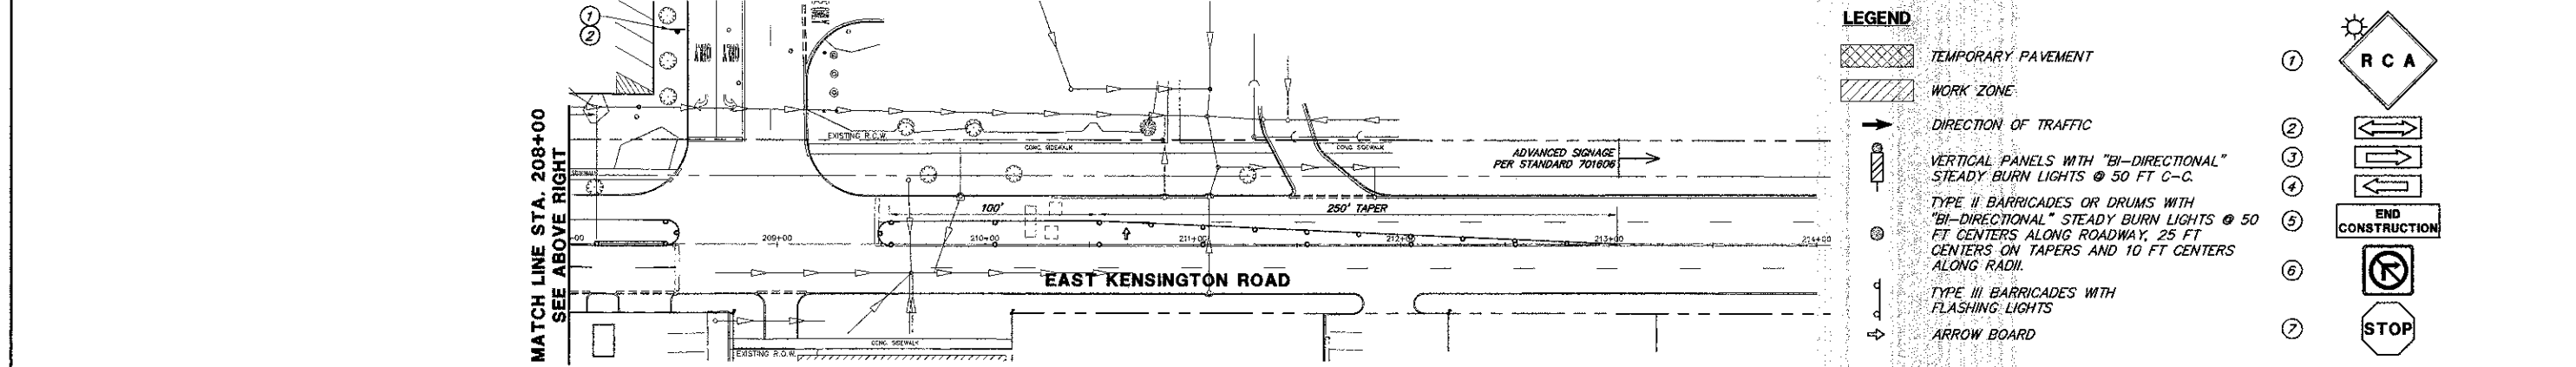 1
2
ONLY
ONLY
EXISTING R.O.W.
CONC. SIDEWALK
CONC. SIDEWALK
SIDEWALK
ADVANCED SIGNAGE
PER STANDARD 701606
MATCH LINE STA. 208+00
SEE ABOVE RIGHT
100'
250' TAPER
+00
209+00
210+00
211+00
212+00
213+00
214+00
EAST KENSINGTON ROAD
CONC. SIDEWALK
EXISTING R.O.W.
LEGEND
TEMPORARY PAVEMENT
WORK ZONE
DIRECTION OF TRAFFIC
VERTICAL PANELS WITH "BI-DIRECTIONAL"
STEADY BURN LIGHTS @ 50 FT C-C.
TYPE II BARRICADES OR DRUMS WITH
"BI-DIRECTIONAL" STEADY BURN LIGHTS @ 50
FT CENTERS ALONG ROADWAY, 25 FT
CENTERS ON TAPERS AND 10 FT CENTERS
ALONG RADII.
TYPE III BARRICADES WITH
FLASHING LIGHTS
ARROW BOARD
1
R C A
2
3
4
5
END
CONSTRUCTION
6
7
STOP